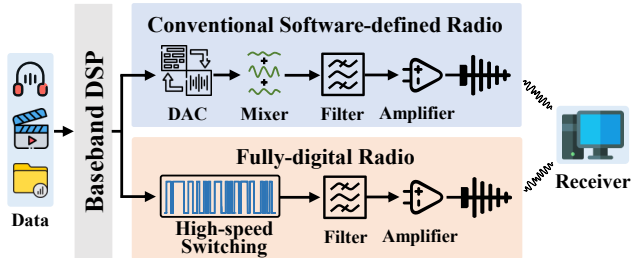 Conventional Software-defined Radio
Data
Baseband DSP
DAC
Mixer
Filter
Amplifier
Fully-digital Radio
High-speed
Switching
Filter
Amplifier
Receiver